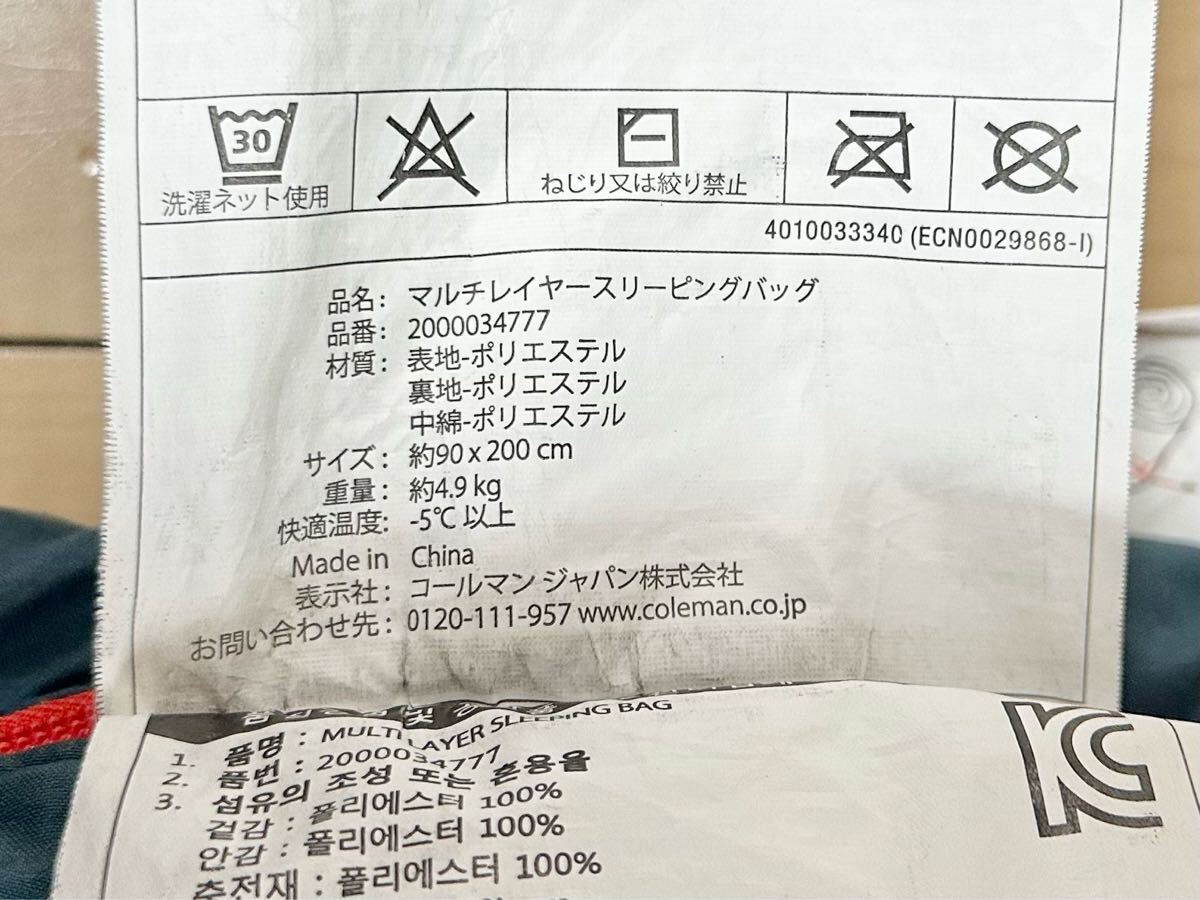 30
洗濯ネット使用
ねじり又は絞り禁止
4010033340 (ECN0029868-I)
品名: マルチレイヤースリーピングバッグ
品番: 2000034777
材質: 表地-ポリエステル
裏地-ポリエステル
中綿-ポリエステル
サイズ: 約90 x 200 cm
重量: 約4.9 kg
快適温度: -5℃ 以上
Made in China
表示社: コールマン ジャパン株式会社
お問い合わせ先: 0120-111-957 www.coleman.co.jp
1. 품명 : MULTI LAYER SLEEPING BAG
2. 품번 : 2000034777
3. 섬유의 조성 또는 혼용율
겉감 : 폴리에스터 100%
안감 : 폴리에스터 100%
충전재 : 폴리에스터 100%